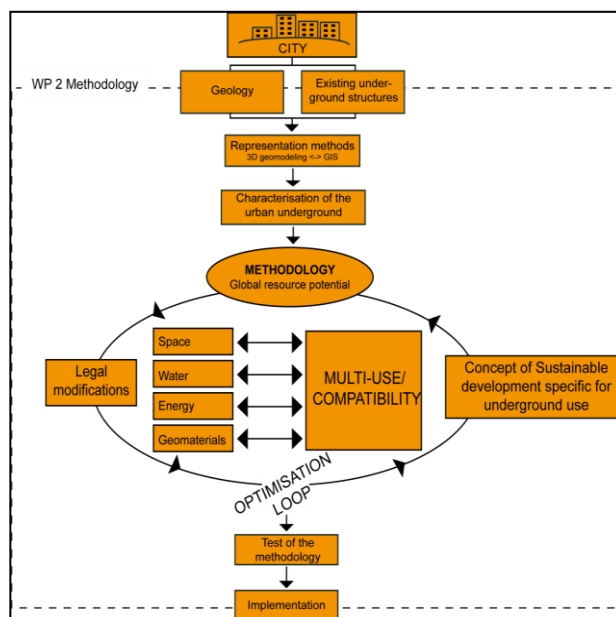 CITY
WP 2 Methodology
Geology
Existing under-
ground structures
Representation methods
3D geomodeling <-> GIS
Characterisation of the
urban underground
METHODOLOGY
Global resource potential
Legal
modifications
Space
Water
Energy
Geomaterials
MULTI-USE/
COMPATIBILITY
Concept of Sustainable
development specific for
underground use
OPTIMISATION
LOOP
Test of the
methodology
Implementation